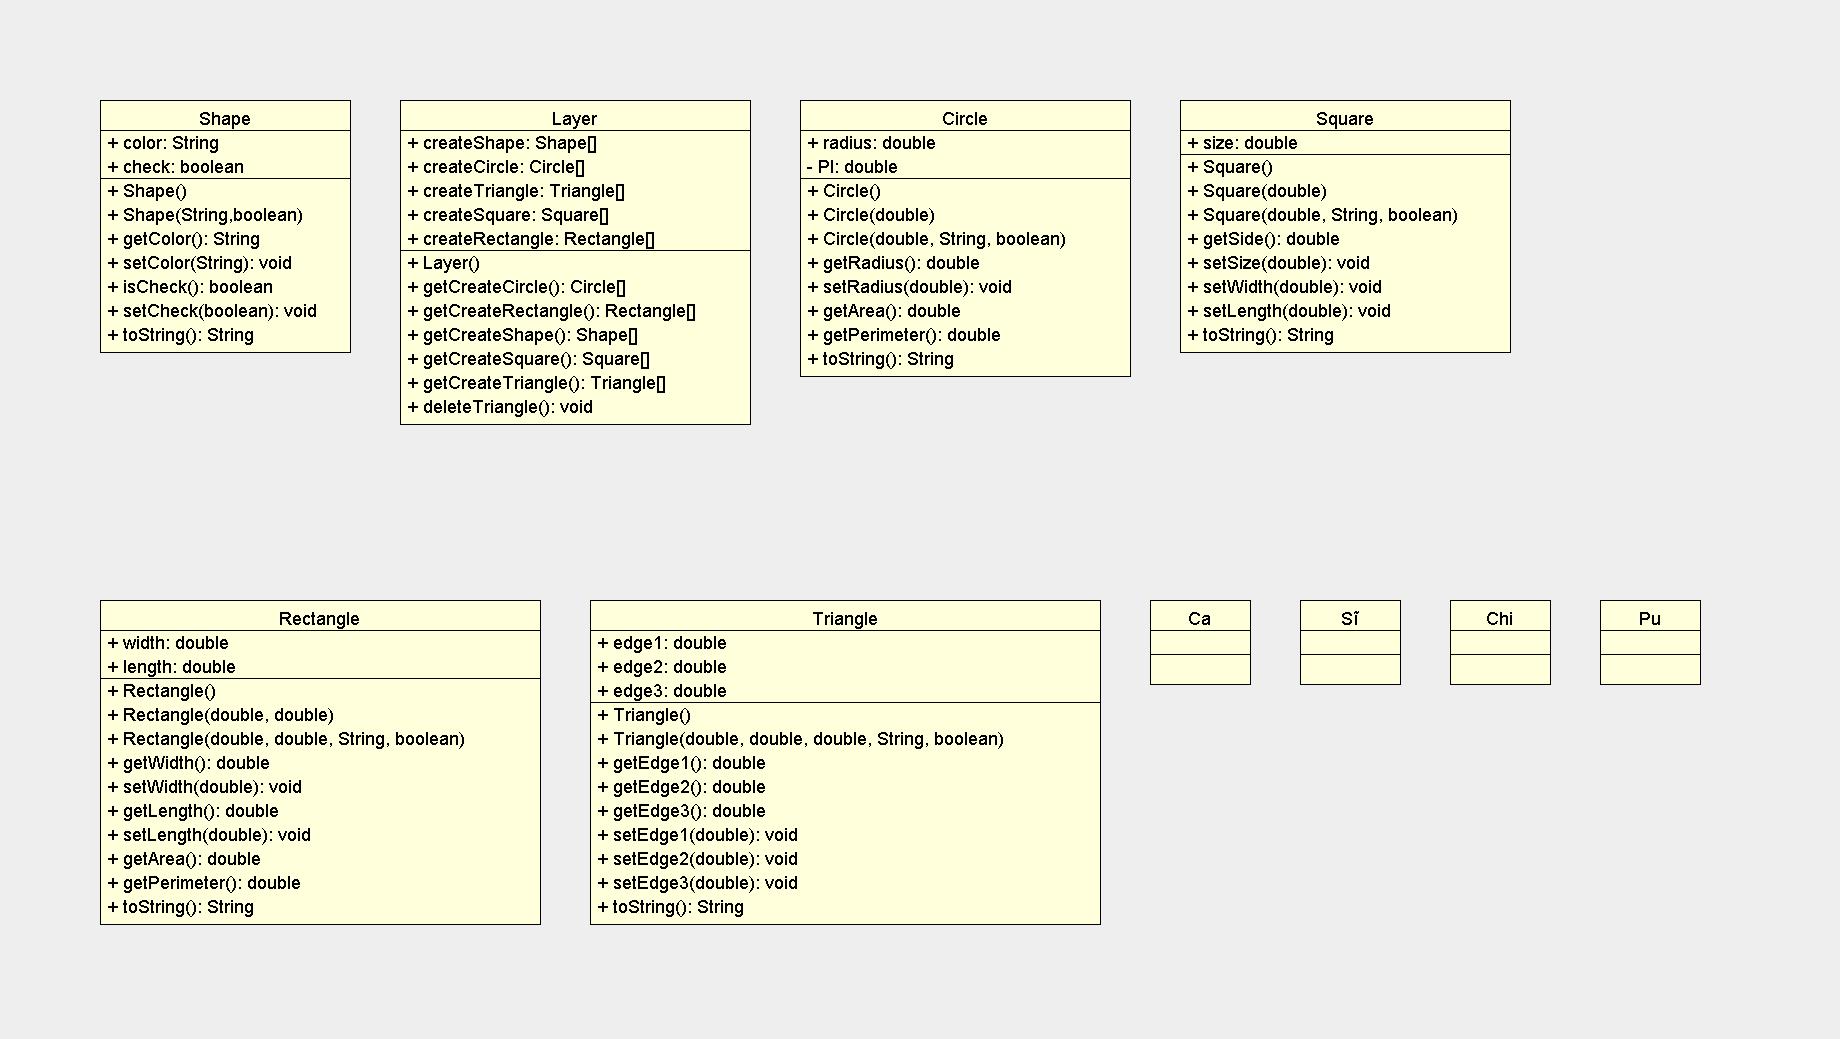 Shape
+ color: String
+ check: boolean
+ Shape()
+ Shape(String,boolean)
+ getColor(): String
+ setColor(String): void
+ isCheck(): boolean
+ setCheck(boolean): void
+ toString(): String
Layer
+ createShape: Shape[]
+ createCircle: Circle[]
+ createTriangle: Triangle[]
+ createSquare: Square[]
+ createRectangle: Rectangle[]
+ Layer()
+ getCreateCircle(): Circle[]
+ getCreateRectangle(): Rectangle[]
+ getCreateShape(): Shape[]
+ getCreateSquare(): Square[]
+ getCreateTriangle(): Triangle[]
+ deleteTriangle(): void
Circle
+ radius: double
- PI: double
+ Circle()
+ Circle(double)
+ Circle(double, String, boolean)
+ getRadius(): double
+ setRadius(double): void
+ getArea(): double
+ getPerimeter(): double
+ toString(): String
Square
+ size: double
+ Square()
+ Square(double)
+ Square(double, String, boolean)
+ getSide(): double
+ setSize(double): void
+ setWidth(double): void
+ setLength(double): void
+ toString(): String
Rectangle
+ width: double
+ length: double
+ Rectangle()
+ Rectangle(double, double)
+ Rectangle(double, double, String, boolean)
+ getWidth(): double
+ setWidth(double): void
+ getLength(): double
+ setLength(double): void
+ getArea(): double
+ getPerimeter(): double
+ toString(): String
Triangle
+ edge1: double
+ edge2: double
+ edge3: double
+ Triangle()
+ Triangle(double, double, double, String, boolean)
+ getEdge1(): double
+ getEdge2(): double
+ getEdge3(): double
+ setEdge1(double): void
+ setEdge2(double): void
+ setEdge3(double): void
+ toString(): String
Ca
Sĩ
Chi
Pu